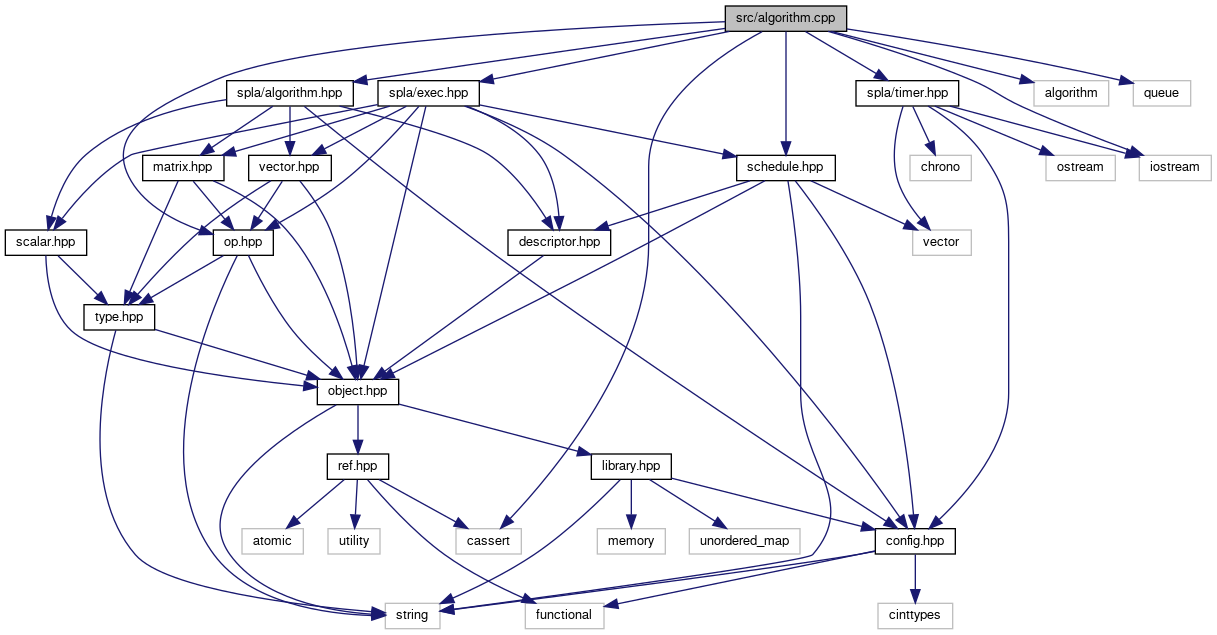 src/algorithm.cpp
spla/algorithm.hpp
spla/exec.hpp
spla/timer.hpp
algorithm
queue
matrix.hpp
vector.hpp
schedule.hpp
chrono
ostream
iostream
scalar.hpp
op.hpp
descriptor.hpp
vector
type.hpp
object.hpp
ref.hpp
library.hpp
atomic
utility
cassert
memory
unordered_map
config.hpp
string
functional
cinttypes